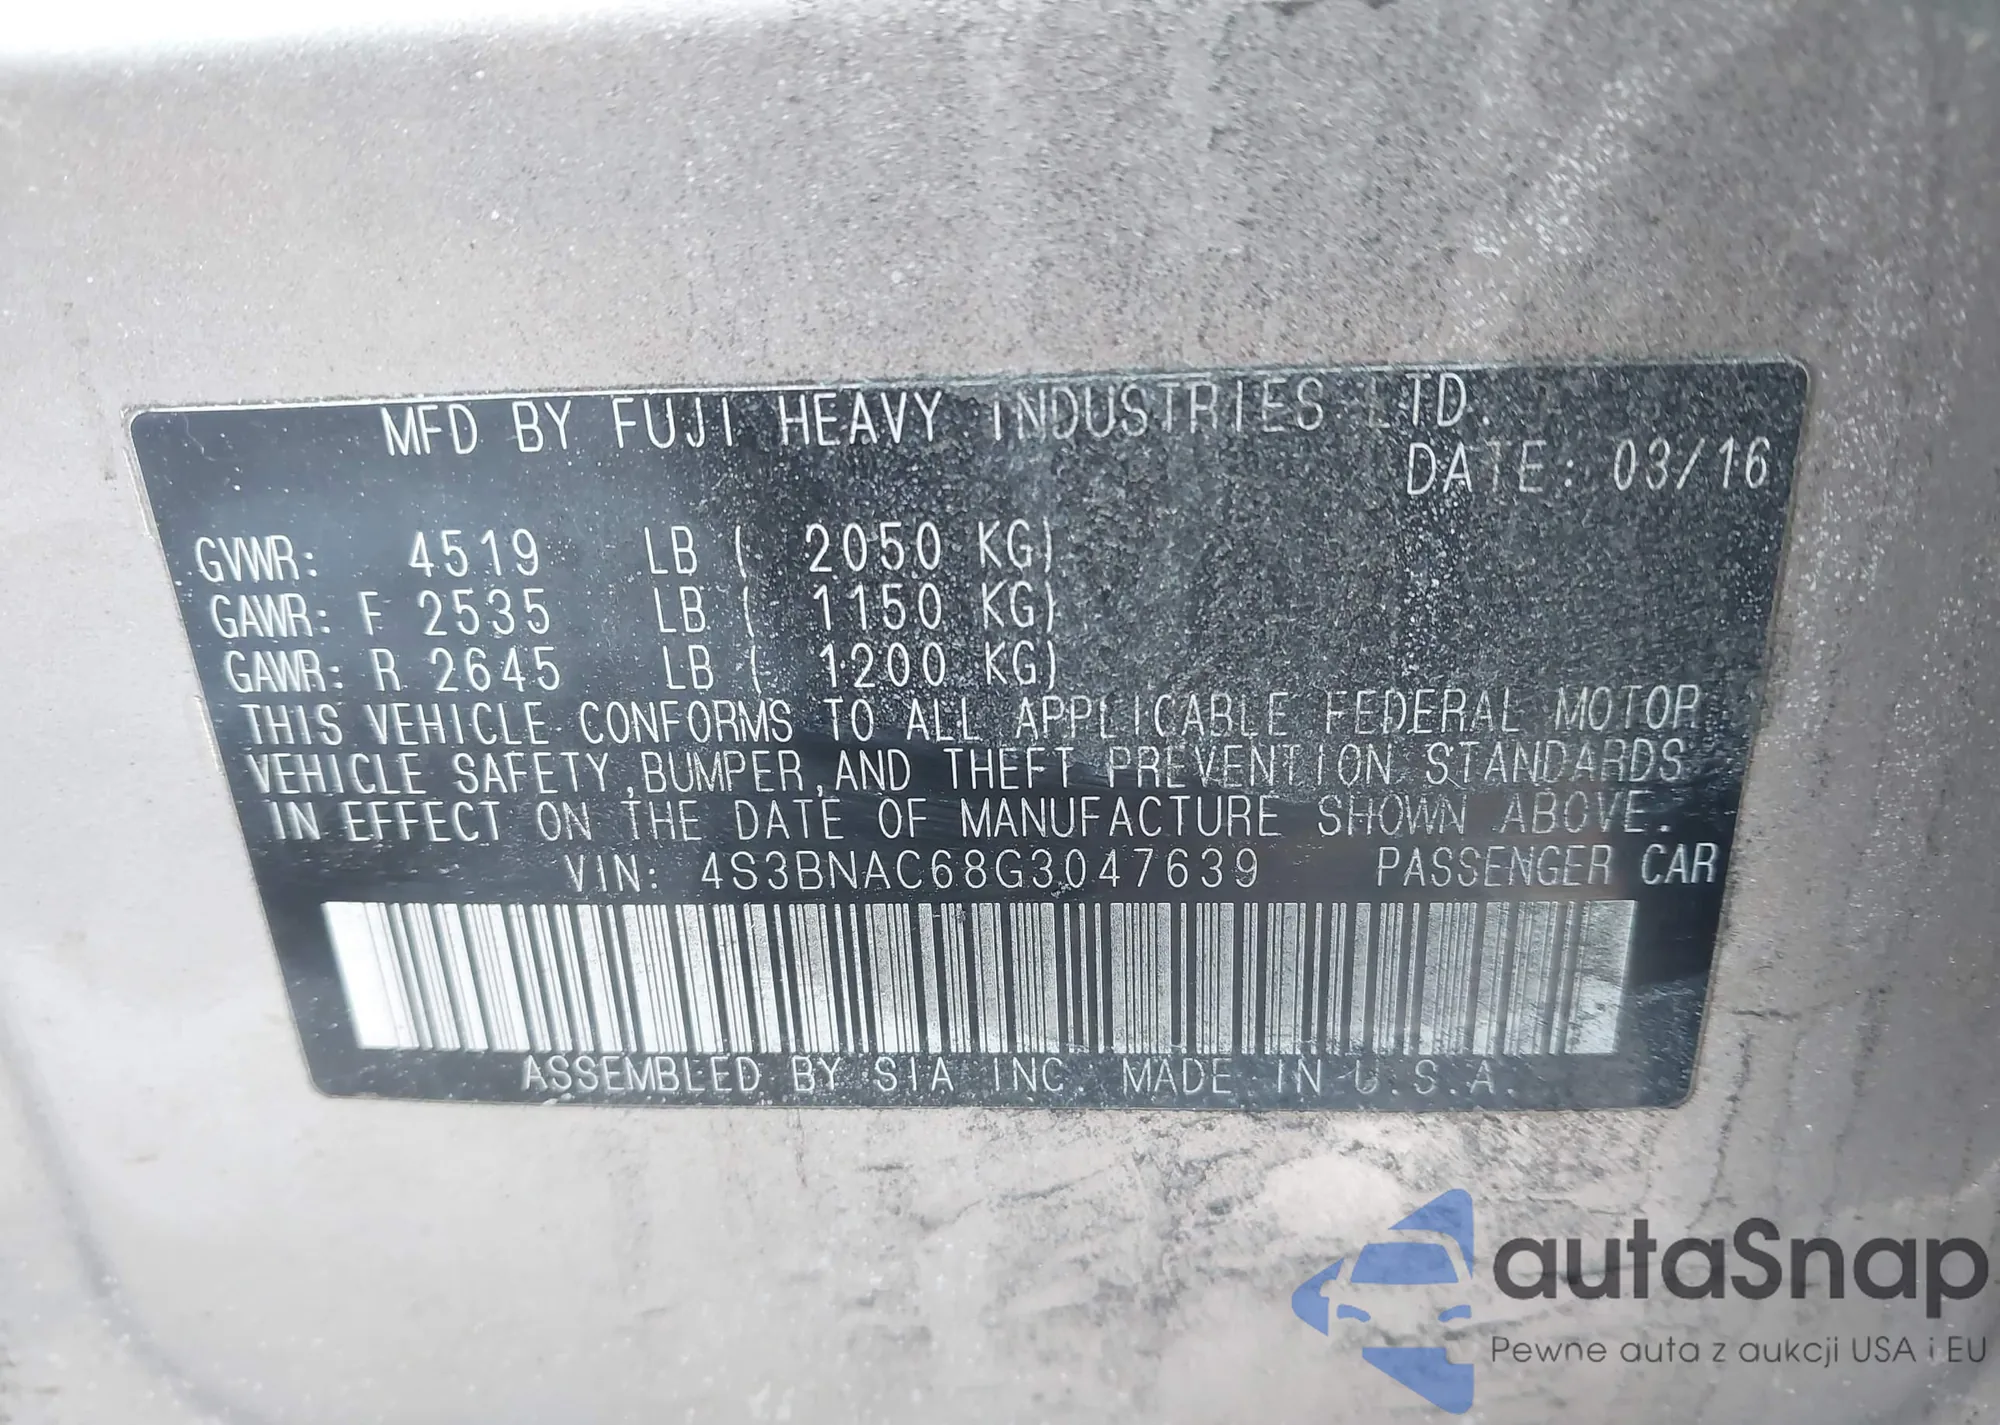 MFD BY FUJI HEAVY INDUSTRIES LTD.
DATE: 03/16
GVWR: 4519 LB ( 2050 KG)
GAWR: F 2535 LB ( 1150 KG)
GAWR: R 2645 LB ( 1200 KG)
THIS VEHICLE CONFORMS TO ALL APPLICABLE FEDERAL MOTOR
VEHICLE SAFETY,BUMPER,AND THEFT PREVENTION STANDARDS
IN EFFECT ON THE DATE OF MANUFACTURE SHOWN ABOVE.
VIN: 4S3BNAC68G3047639 PASSENGER CAR
ASSEMBLED BY SIA INC. MADE IN U.S.A.
autaSnap
Pewne auta z aukcji USA i EU